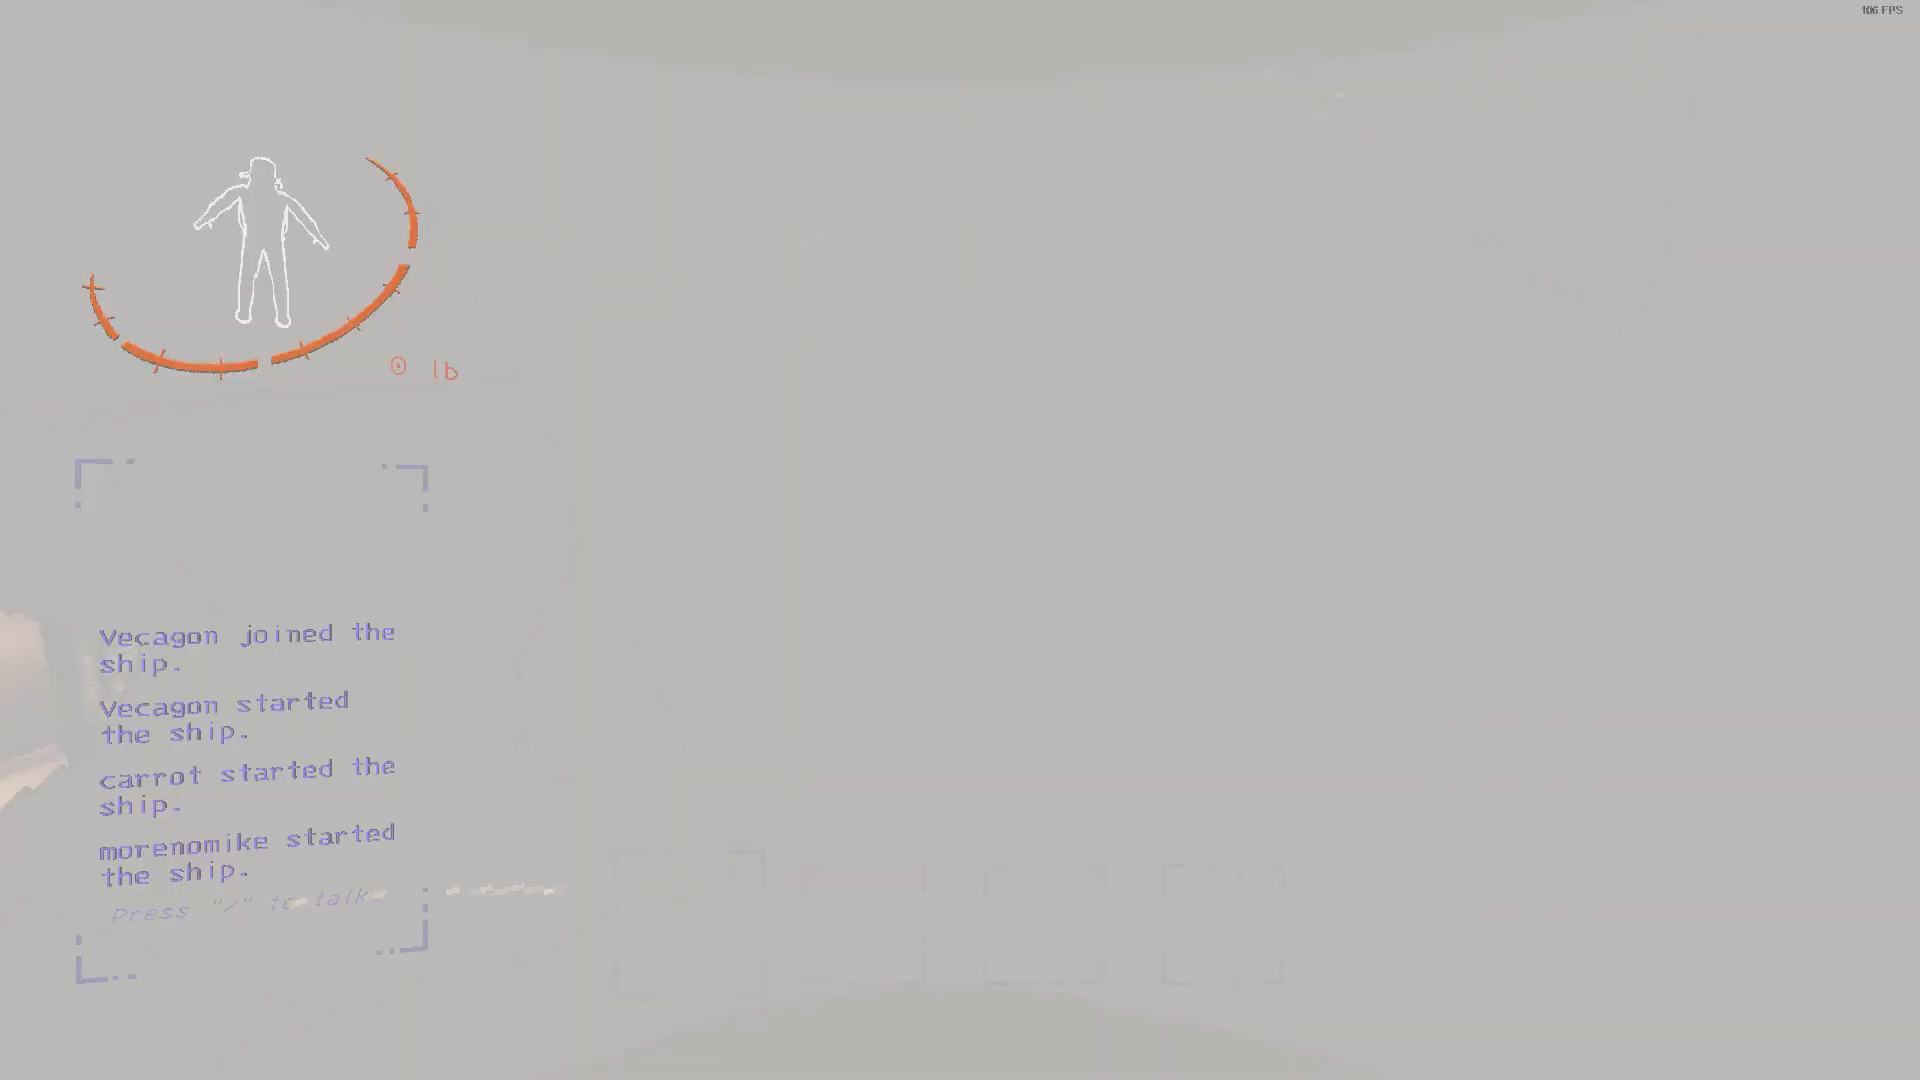 106 FPS
0 lb
Vecagon joined the
ship.
Vecagon started
the ship.
carrot started the
ship.
morenomike started
the ship.
Press "/" to talk